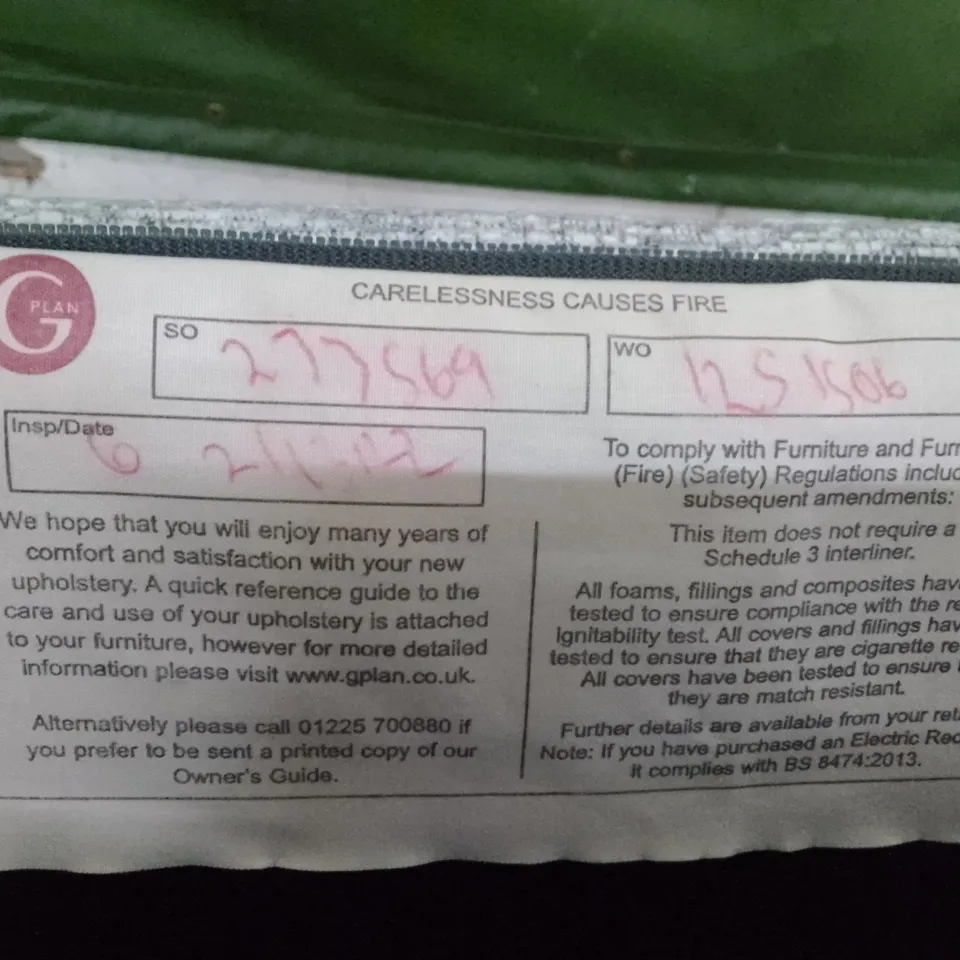 G PLAN
CARELESSNESS CAUSES FIRE
SO 277569
WO 1251506
Insp/Date 6
We hope that you will enjoy many years of
comfort and satisfaction with your new
upholstery. A quick reference guide to the
care and use of your upholstery is attached
to your furniture, however for more detailed
information please visit www.gplan.co.uk.
Alternatively please call 01225 700880 if
you prefer to be sent a printed copy of our
Owner's Guide.
To comply with Furniture and Furn
(Fire) (Safety) Regulations includ
subsequent amendments:
This item does not require a
Schedule 3 interliner.
All foams, fillings and composites hav
tested to ensure compliance with the re
Ignitability test. All covers and fillings hav
tested to ensure that they are cigarette re
All covers have been tested to ensure
they are match resistant.
Further details are available from your reta
Note: If you have purchased an Electric Rec
it complies with BS 8474:2013.